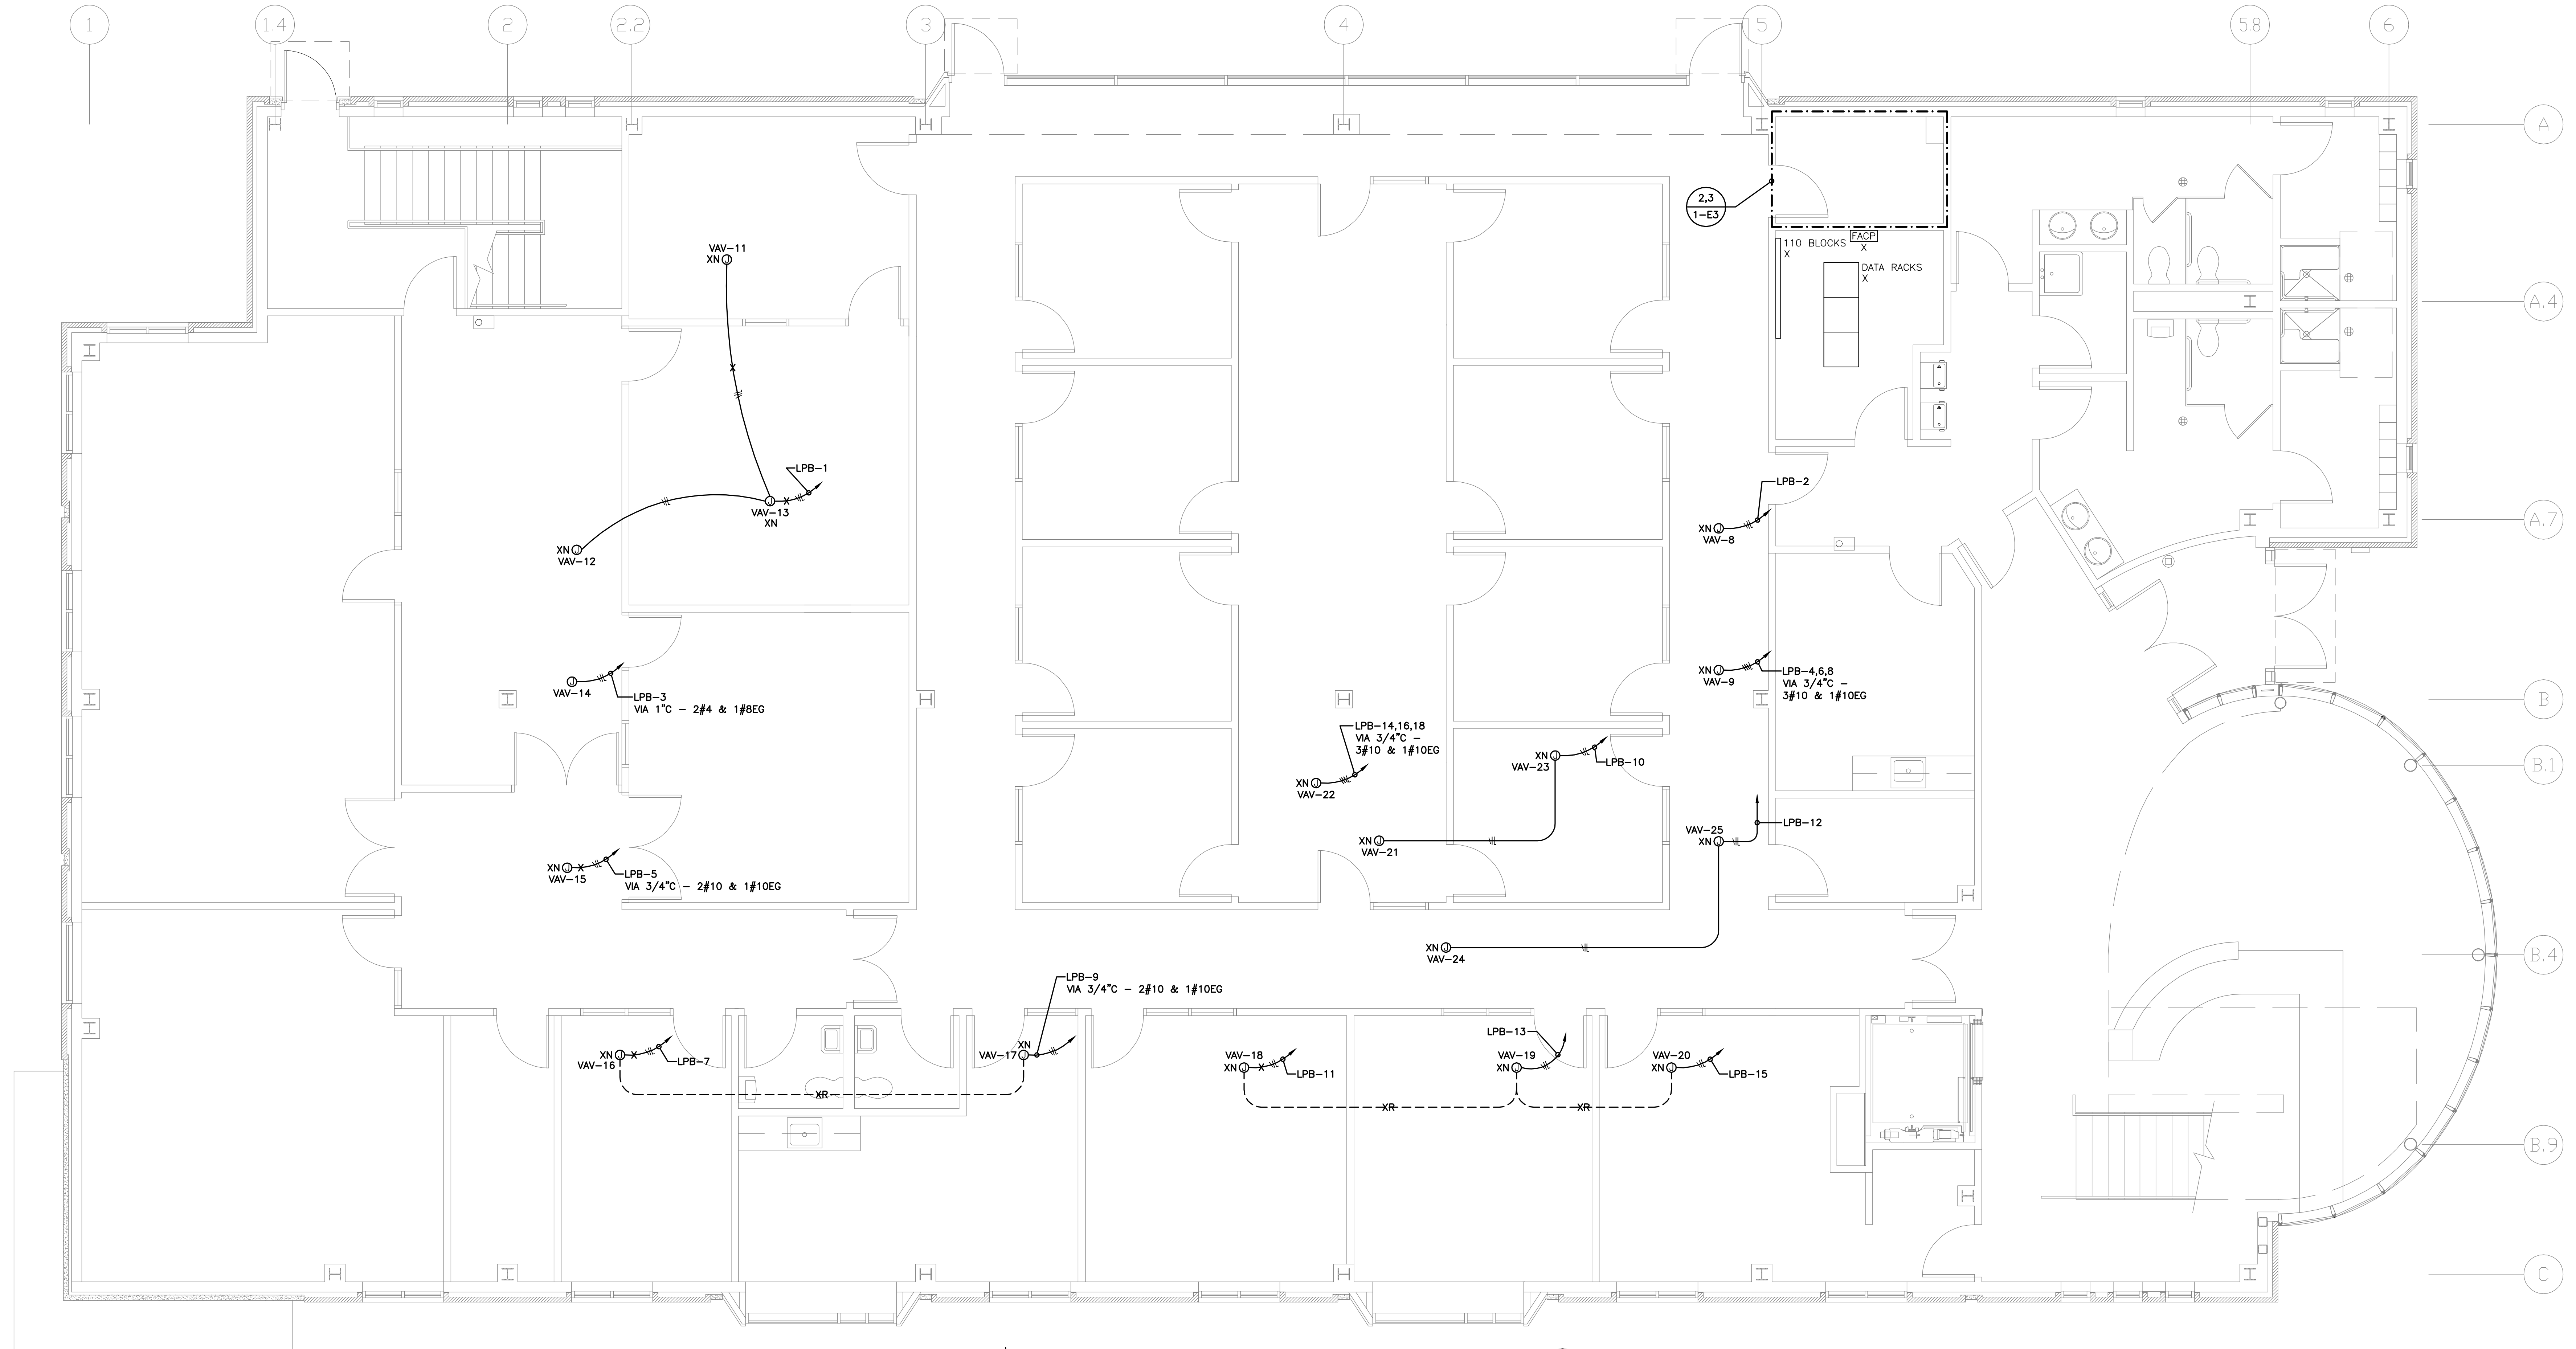 1 1.4 2 2.2 3 4 5 5.8 6
A
2,3
1-E3
FACP
X
110 BLOCKS
X
DATA RACKS
X
VAV-11
XN J
A.4
X
LPB-1
J X
VAV-13
XN
XN J
VAV-12
LPB-2
XN J
VAV-8
A.7
J
VAV-14
LPB-3
VIA 1"C - 2#4 & 1#8EG
XN J
VAV-9
LPB-4,6,8
VIA 3/4"C -
3#10 & 1#10EG
B
LPB-14,16,18
VIA 3/4"C -
3#10 & 1#10EG
XN J
VAV-22
XN J
VAV-23
LPB-10
B.1
XN J
VAV-21
VAV-25
XN J
LPB-12
XN J X
VAV-15
LPB-5
VIA 3/4"C - 2#10 & 1#10EG
XN J
VAV-24
B.4
LPB-9
VIA 3/4"C - 2#10 & 1#10EG
XN J X
VAV-16
LPB-7
XN
VAV-17 J
XR
VAV-18
XN J X
LPB-11
LPB-13
VAV-19
XN J
VAV-20
XN J
LPB-15
XR
XR
B.9
C